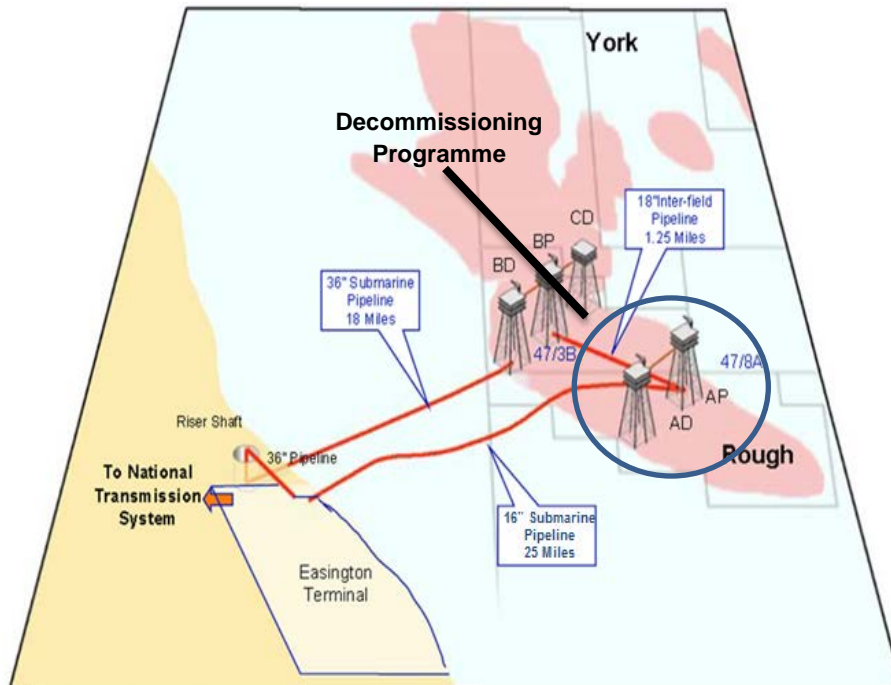 York
Decommissioning
Programme
CD
18"Inter-field
Pipeline
1.25 Miles
BP
BD
36" Submarine
Pipeline
18 Miles
47/3B
47/8A
AP
AD
Riser Shaft
36" Pipeline
Rough
To National
Transmission
System
16" Submarine
Pipeline
25 Miles
Easington
Terminal